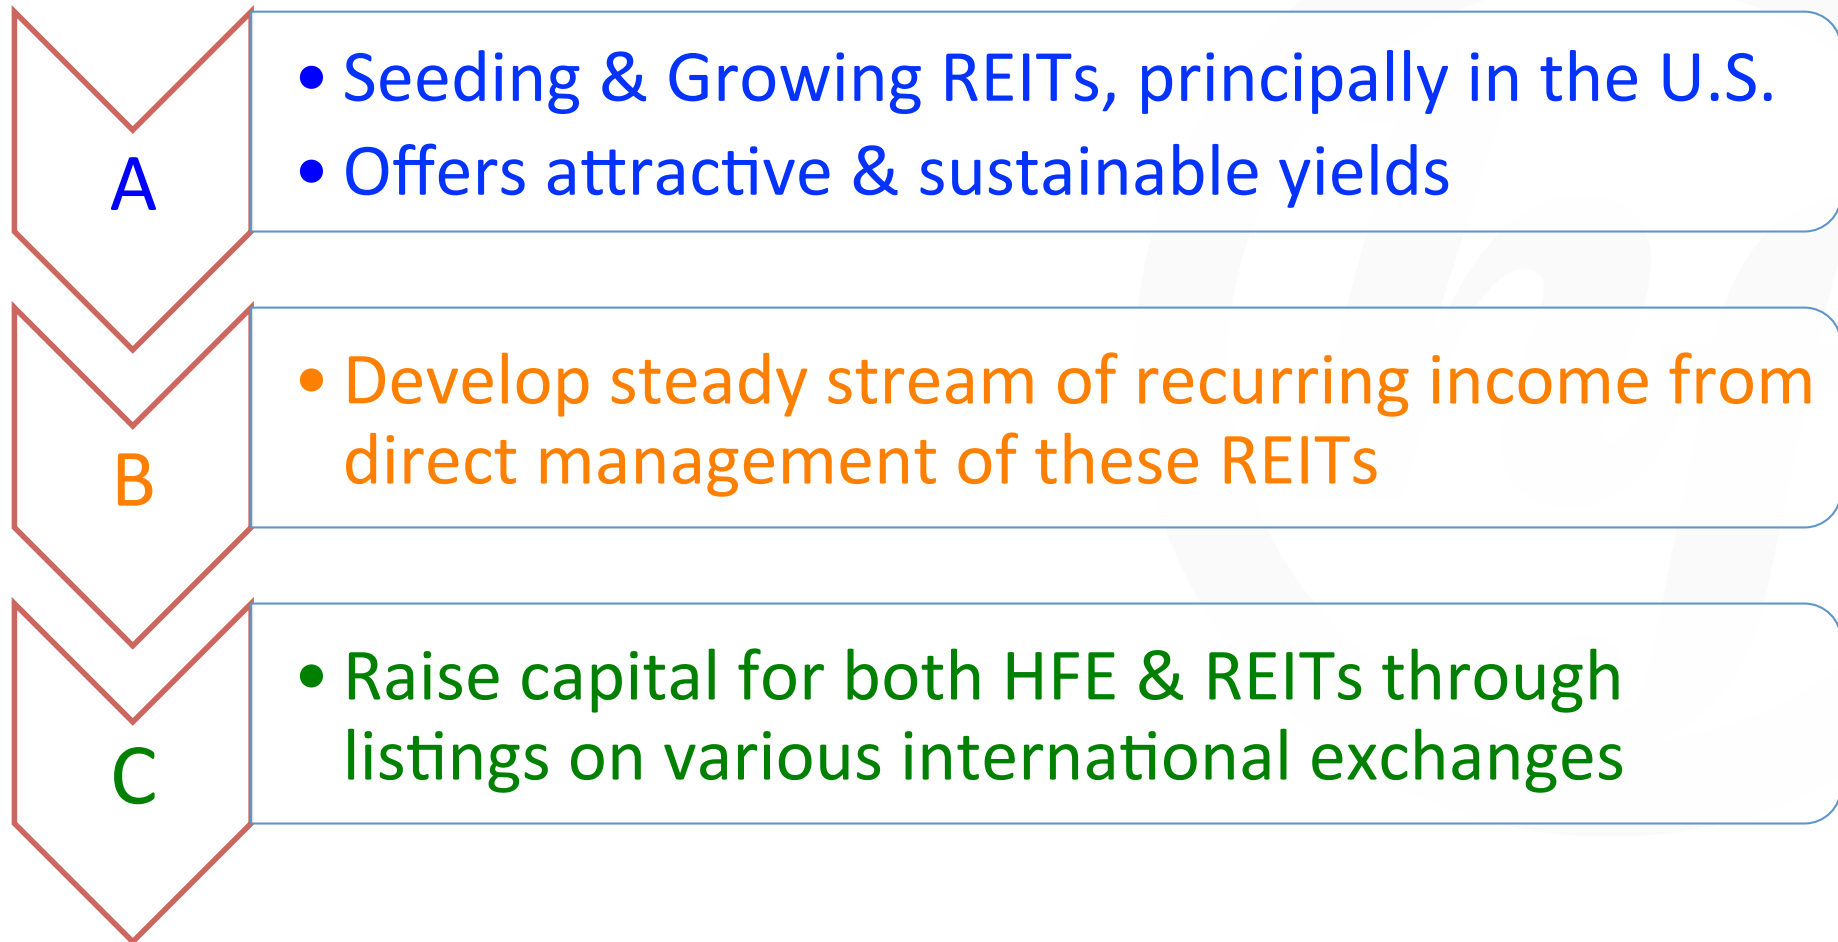 A
• Seeding & Growing REITs, principally in the U.S.
• Offers attractive & sustainable yields
B
• Develop steady stream of recurring income from
direct management of these REITs
C
• Raise capital for both HFE & REITs through
listings on various international exchanges